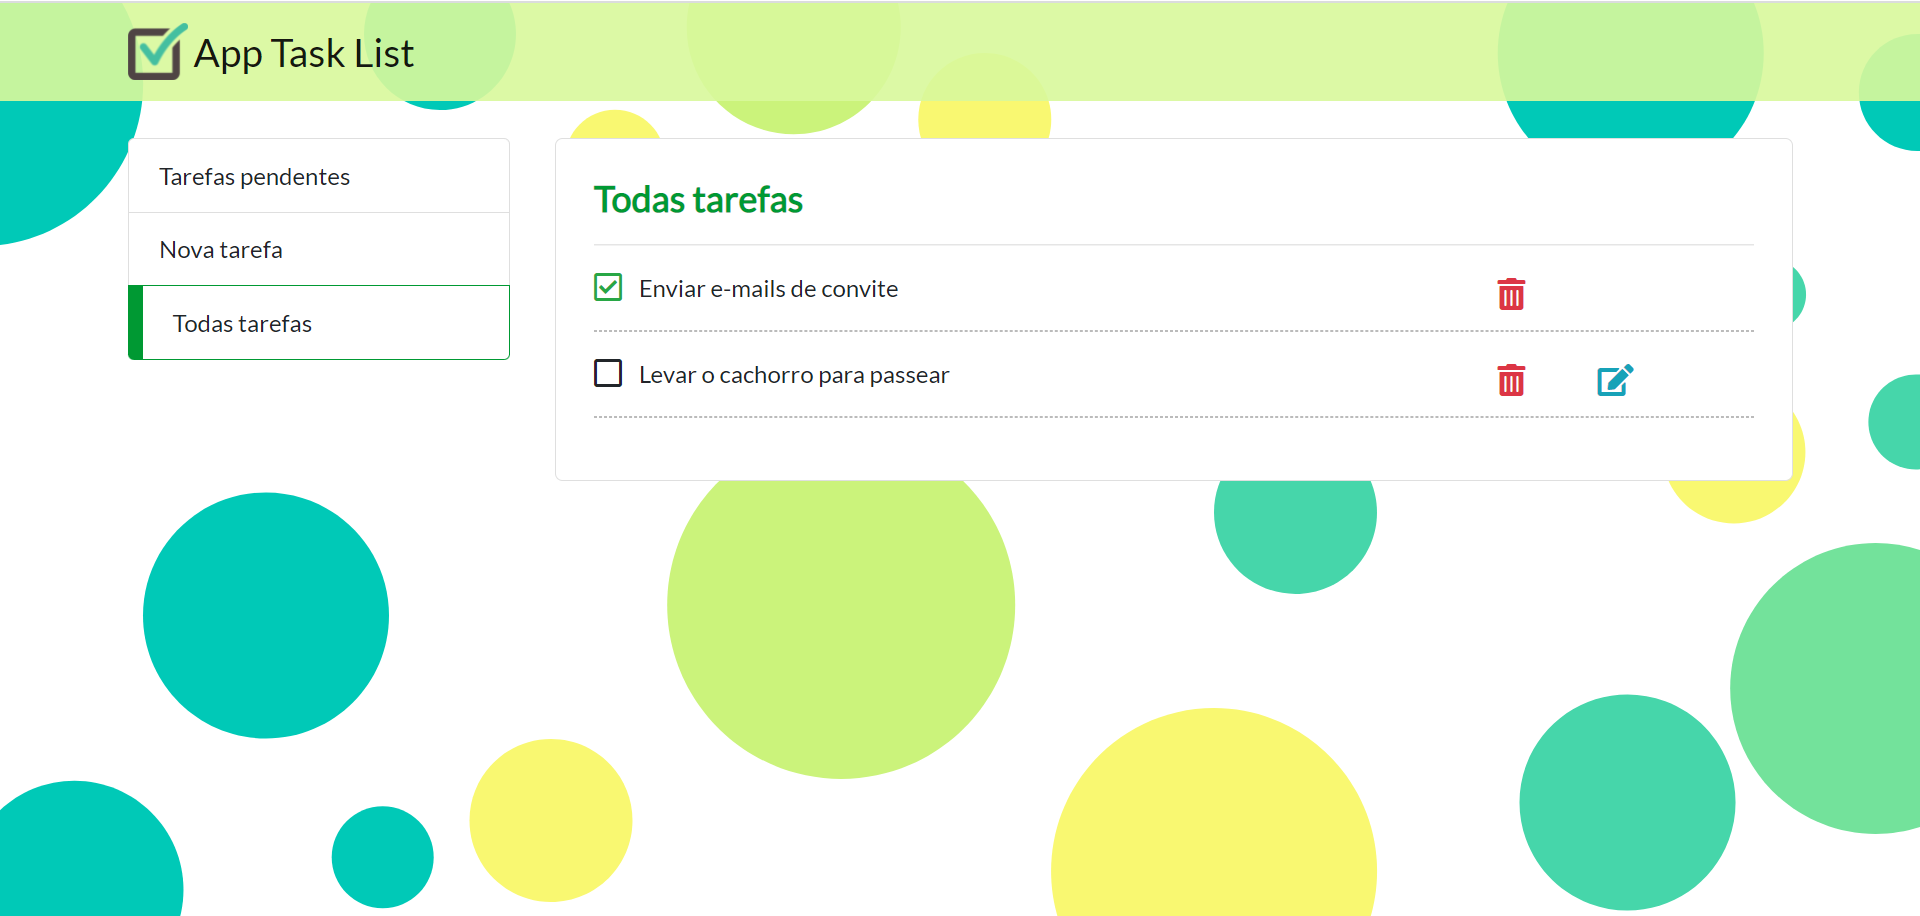 App Task List
Tarefas pendentes
Nova tarefa
Todas tarefas
Todas tarefas
Enviar e-mails de convite
Levar o cachorro para passear